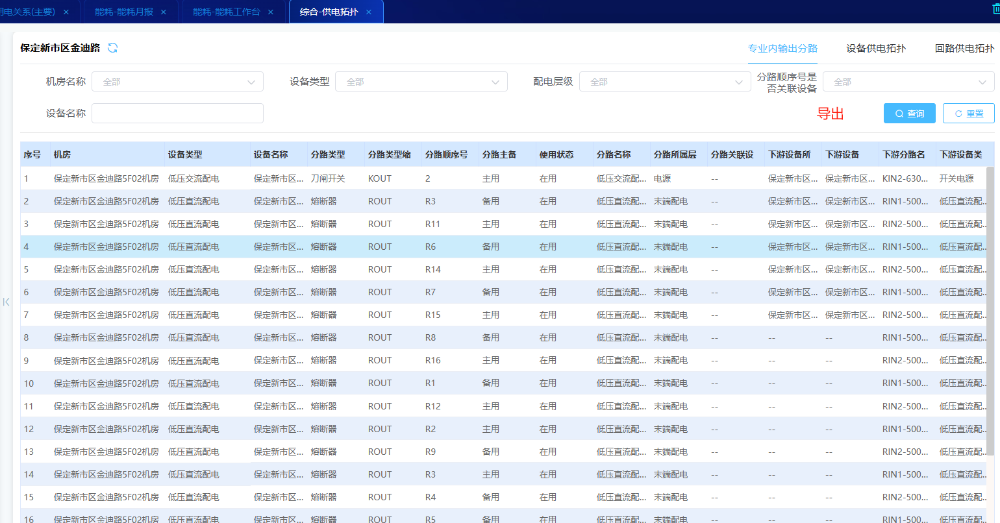 用电关系(主要) × 能耗-能耗月报 × 能耗-能耗工作台 × 综合-供电拓扑 ×
保定新市区金迪路 专业内输出分路 设备供电拓扑 回路供电拓扑
机房名称 全部 设备类型 全部 配电层级 全部 分路顺序号是否关联设备 全部
设备名称 导出 查询 重置
序号 机房 设备类型 设备名称 分路类型 分路类型缩 分路顺序号 分路主备 使用状态 分路名称 分路所属层 分路关联设 下游设备所 下游设备 下游分路名 下游设备类
1 保定新市区金迪路5F02机房 低压交流配电 保定新市区... 刀闸开关 KOUT 2 主用 在用 低压交流配... 电源 -- 保定新市区... 保定新市区... KIN2-630... 开关电源
2 保定新市区金迪路5F02机房 低压直流配电 保定新市区... 熔断器 ROUT R3 备用 在用 低压直流配... 末端配电 -- 保定新市区... 保定新市区... RIN1-500... 低压直流配...
3 保定新市区金迪路5F02机房 低压直流配电 保定新市区... 熔断器 ROUT R11 主用 在用 低压直流配... 末端配电 -- 保定新市区... 保定新市区... RIN2-500... 低压直流配...
4 保定新市区金迪路5F02机房 低压直流配电 保定新市区... 熔断器 ROUT R6 备用 在用 低压直流配... 末端配电 -- 保定新市区... 保定新市区... RIN1-500... 低压直流配...
5 保定新市区金迪路5F02机房 低压直流配电 保定新市区... 熔断器 ROUT R14 主用 在用 低压直流配... 末端配电 -- 保定新市区... 保定新市区... RIN2-500... 低压直流配...
6 保定新市区金迪路5F02机房 低压直流配电 保定新市区... 熔断器 ROUT R7 备用 在用 低压直流配... 末端配电 -- 保定新市区... 保定新市区... RIN1-500... 低压直流配...
7 保定新市区金迪路5F02机房 低压直流配电 保定新市区... 熔断器 ROUT R15 主用 在用 低压直流配... 末端配电 -- 保定新市区... 保定新市区... RIN2-500... 低压直流配...
8 保定新市区金迪路5F02机房 低压直流配电 保定新市区... 熔断器 ROUT R8 备用 在用 低压直流配... 末端配电 -- -- -- RIN1-500... 低压直流配...
9 保定新市区金迪路5F02机房 低压直流配电 保定新市区... 熔断器 ROUT R16 主用 在用 低压直流配... 末端配电 -- -- -- RIN2-500... 低压直流配...
10 保定新市区金迪路5F02机房 低压直流配电 保定新市区... 熔断器 ROUT R1 备用 在用 低压直流配... 末端配电 -- -- -- RIN1-500... 低压直流配...
11 保定新市区金迪路5F02机房 低压直流配电 保定新市区... 熔断器 ROUT R12 主用 在用 低压直流配... 末端配电 -- -- -- RIN2-500... 低压直流配...
12 保定新市区金迪路5F02机房 低压直流配电 保定新市区... 熔断器 ROUT R2 主用 在用 低压直流配... 末端配电 -- -- -- RIN1-500... 低压直流配...
13 保定新市区金迪路5F02机房 低压直流配电 保定新市区... 熔断器 ROUT R9 备用 在用 低压直流配... 末端配电 -- -- -- RIN2-500... 低压直流配...
14 保定新市区金迪路5F02机房 低压直流配电 保定新市区... 熔断器 ROUT R3 主用 在用 低压直流配... 末端配电 -- -- -- RIN1-500... 低压直流配...
15 保定新市区金迪路5F02机房 低压直流配电 保定新市区... 熔断器 ROUT R4 备用 在用 低压直流配... 末端配电 -- -- -- RIN2-500... 低压直流配...
16 保定新市区金迪路5F02机房 低压直流配电 保定新市区... 熔断器 ROUT R5 备用 在用 低压直流配... 末端配电 -- -- -- RIN1-500... 低压直流配...